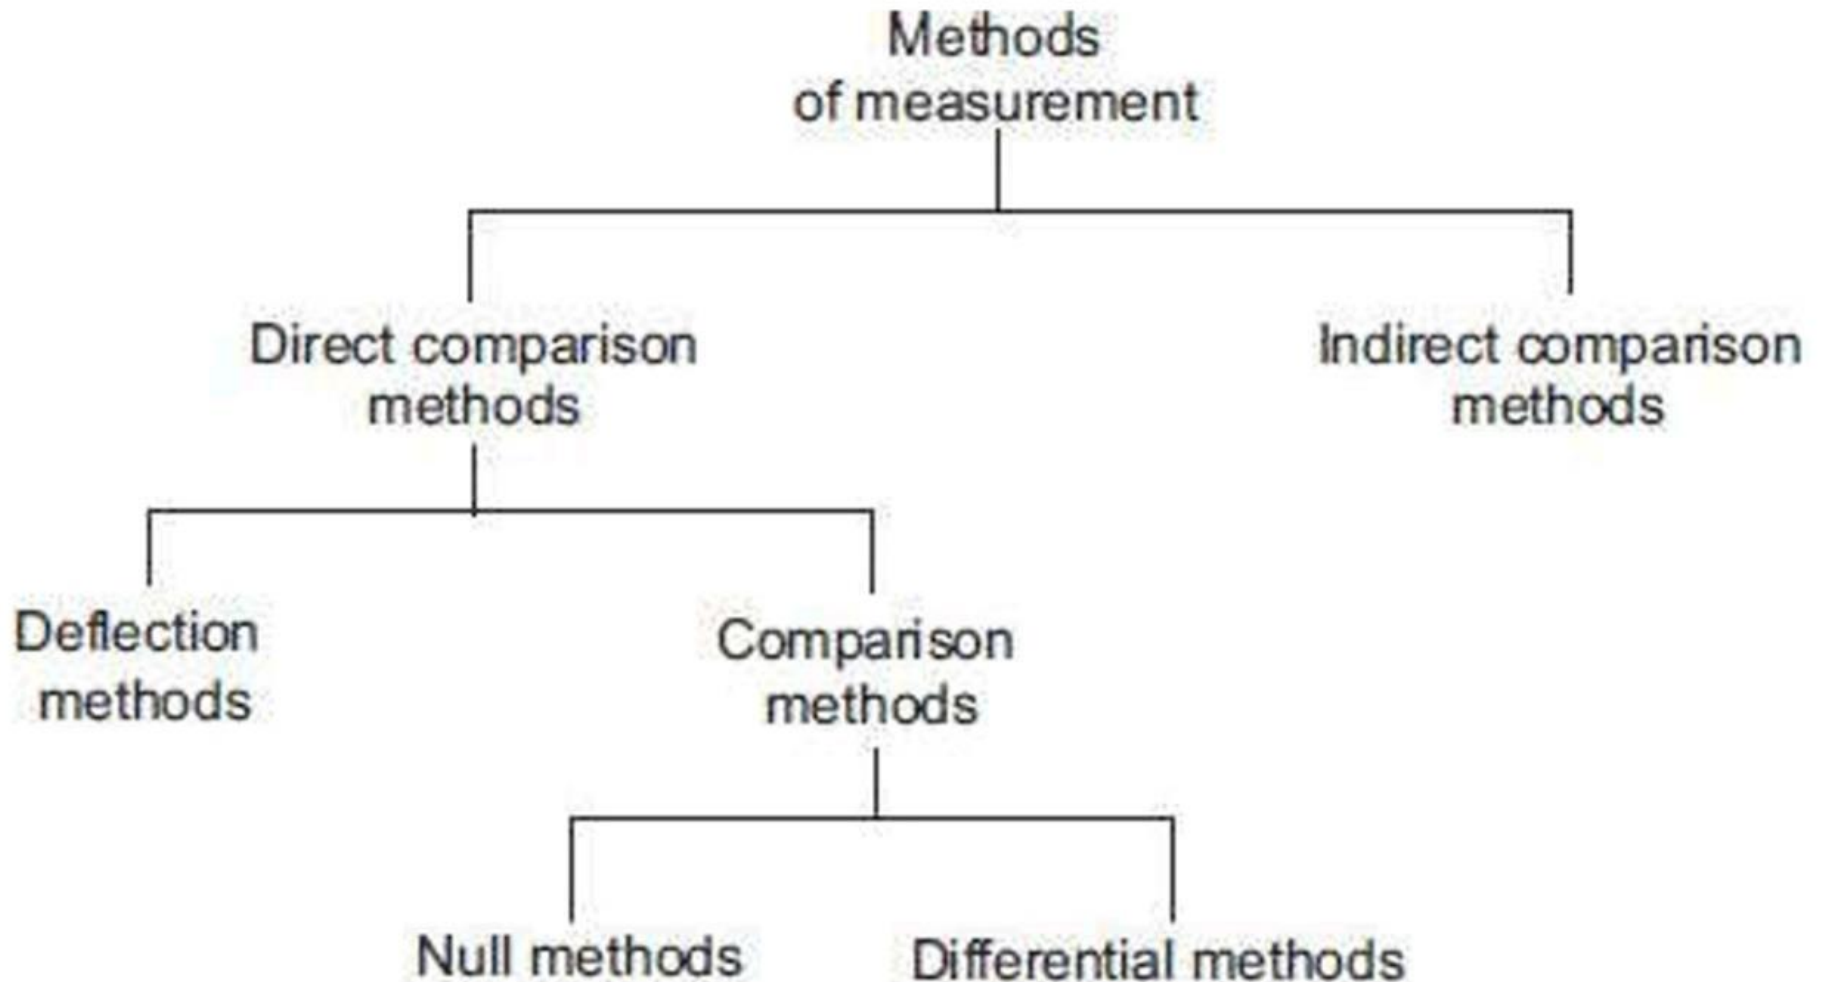 Methods
of measurement
Direct comparison
methods
Indirect comparison
methods
Deflection
methods
Comparison
methods
Null methods
Differential methods